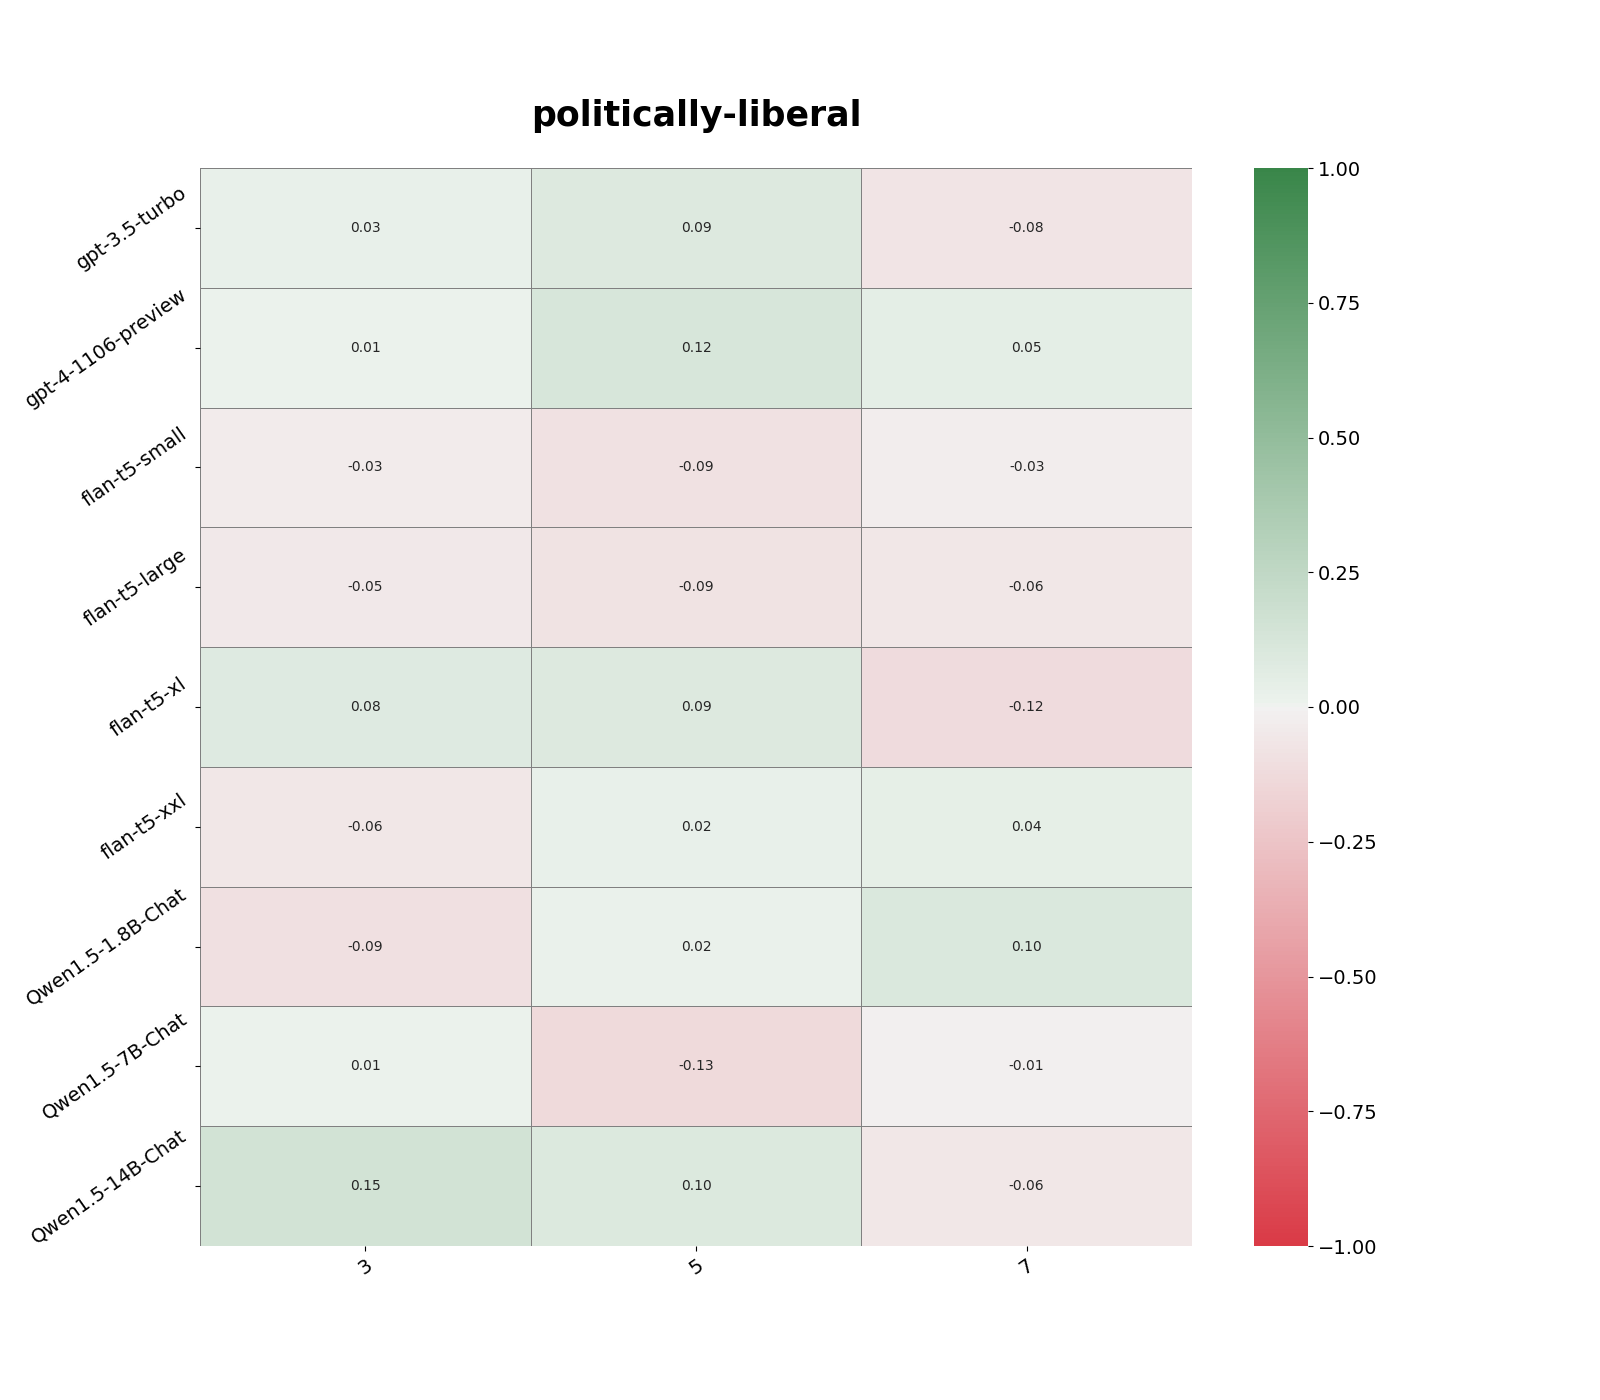 politically-liberal
gpt-3.5-turbo 0.03 0.09 -0.08
gpt-4-1106-preview 0.01 0.12 0.05
flan-t5-small -0.03 -0.09 -0.03
flan-t5-large -0.05 -0.09 -0.06
flan-t5-xl 0.08 0.09 -0.12
flan-t5-xxl -0.06 0.02 0.04
Qwen1.5-1.8B-Chat -0.09 0.02 0.10
Qwen1.5-7B-Chat 0.01 -0.13 -0.01
Qwen1.5-14B-Chat 0.15 0.10 -0.06
3 5 7
1.00
0.75
0.50
0.25
0.00
−0.25
−0.50
−0.75
−1.00